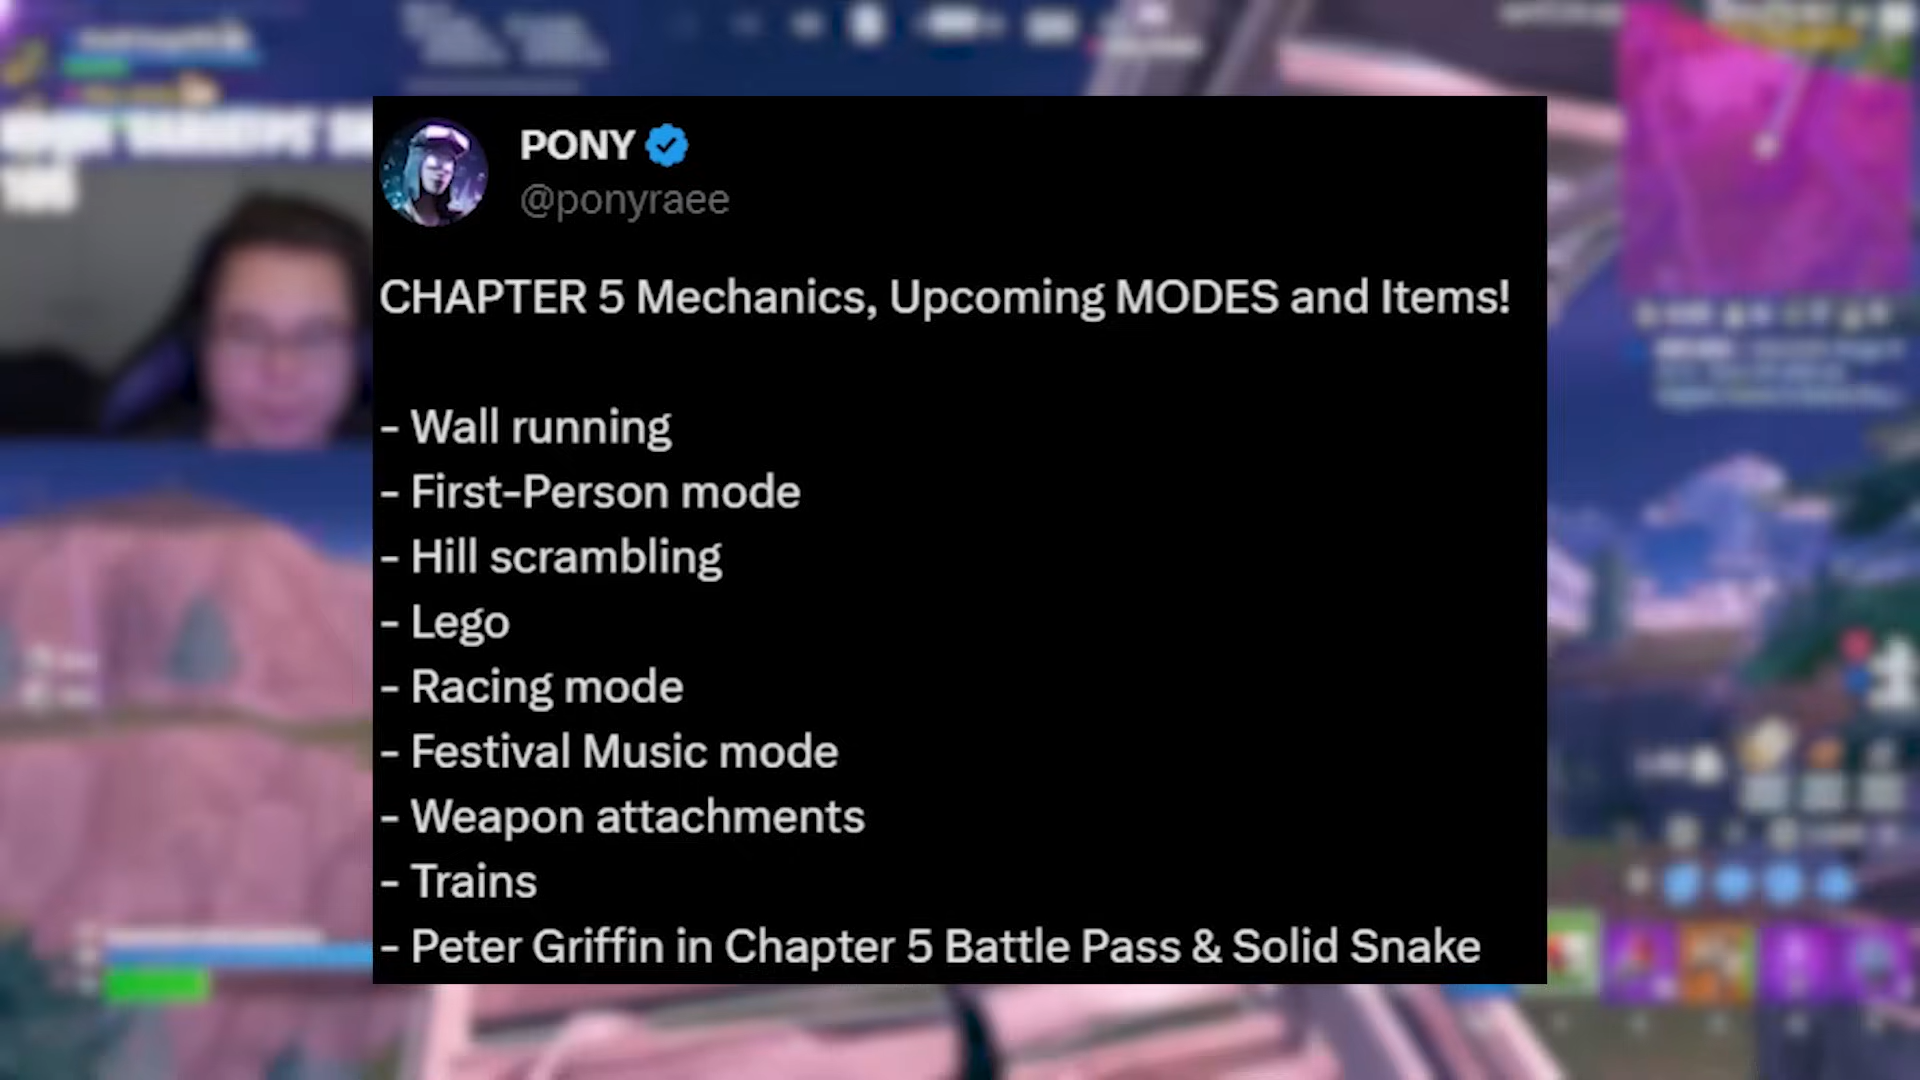 PONY
@ponyraee
CHAPTER 5 Mechanics, Upcoming MODES and Items!
- Wall running
- First-Person mode
- Hill scrambling
- Lego
- Racing mode
- Festival Music mode
- Weapon attachments
- Trains
- Peter Griffin in Chapter 5 Battle Pass & Solid Snake